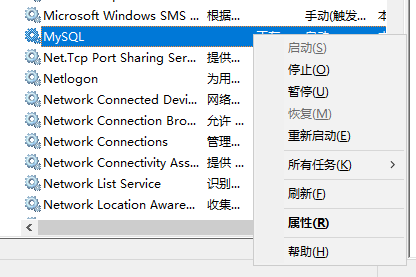 Microsoft Windows SMS ... 根据... 手动(触发...
MySQL
Net.Tcp Port Sharing Ser... 提供...
Netlogon 为用...
Network Connected Devi... 网络...
Network Connection Bro... 允许 ...
Network Connections 管理...
Network Connectivity Ass... 提供 ...
Network List Service 识别...
Network Location Aware... 收集...
启动(S)
停止(O)
暂停(U)
恢复(M)
重新启动(E)
所有任务(K)
刷新(F)
属性(R)
帮助(H)